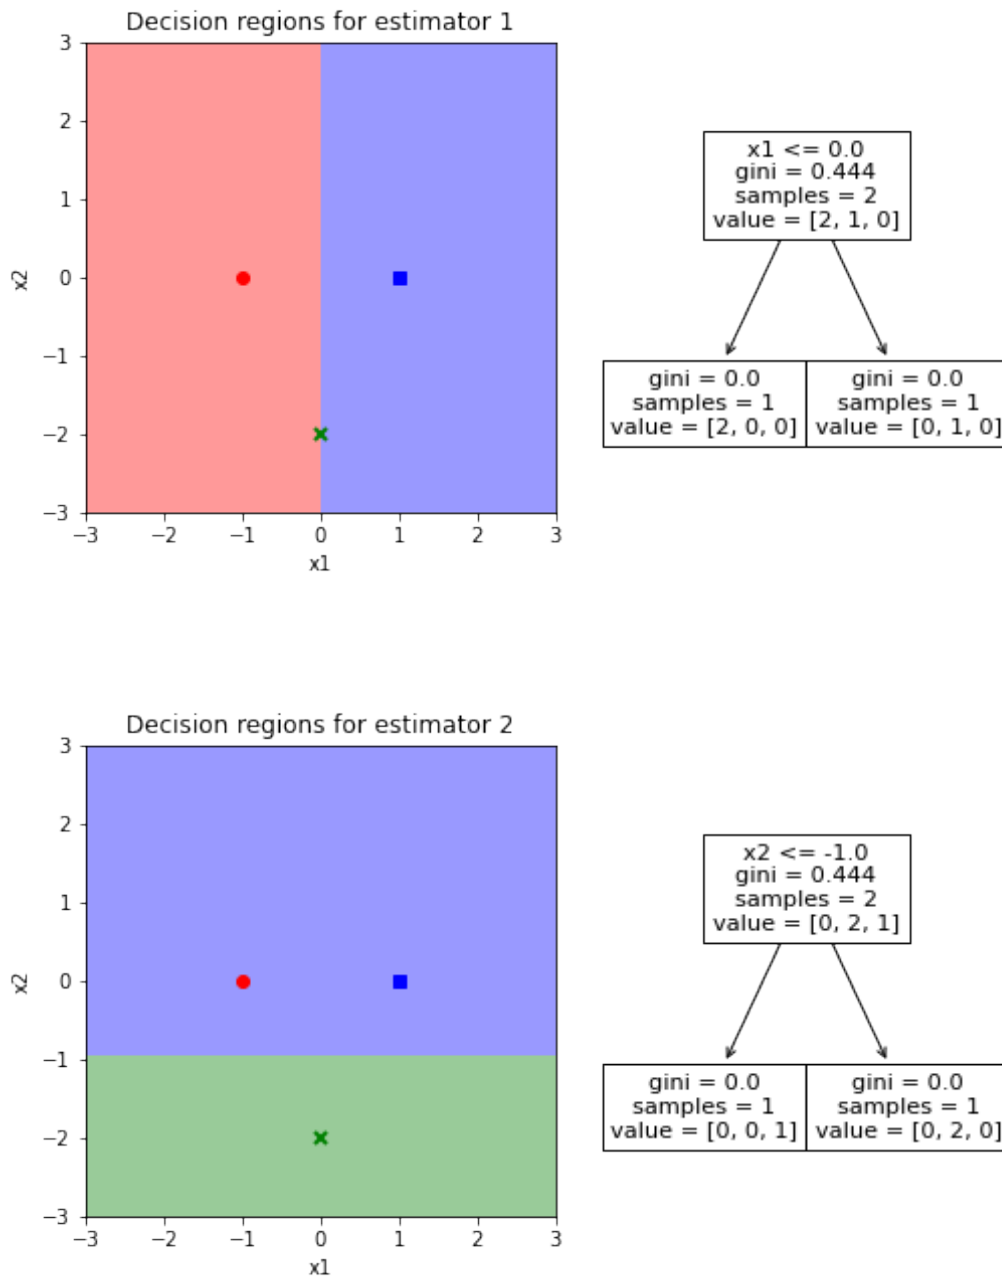 Decision regions for estimator 1
3
2
1
0
−1
−2
−3
x2
−3 −2 −1 0 1 2 3
x1
x1 <= 0.0
gini = 0.444
samples = 2
value = [2, 1, 0]
gini = 0.0
samples = 1
value = [2, 0, 0]
gini = 0.0
samples = 1
value = [0, 1, 0]
Decision regions for estimator 2
3
2
1
0
−1
−2
−3
x2
−3 −2 −1 0 1 2 3
x1
x2 <= -1.0
gini = 0.444
samples = 2
value = [0, 2, 1]
gini = 0.0
samples = 1
value = [0, 0, 1]
gini = 0.0
samples = 1
value = [0, 2, 0]